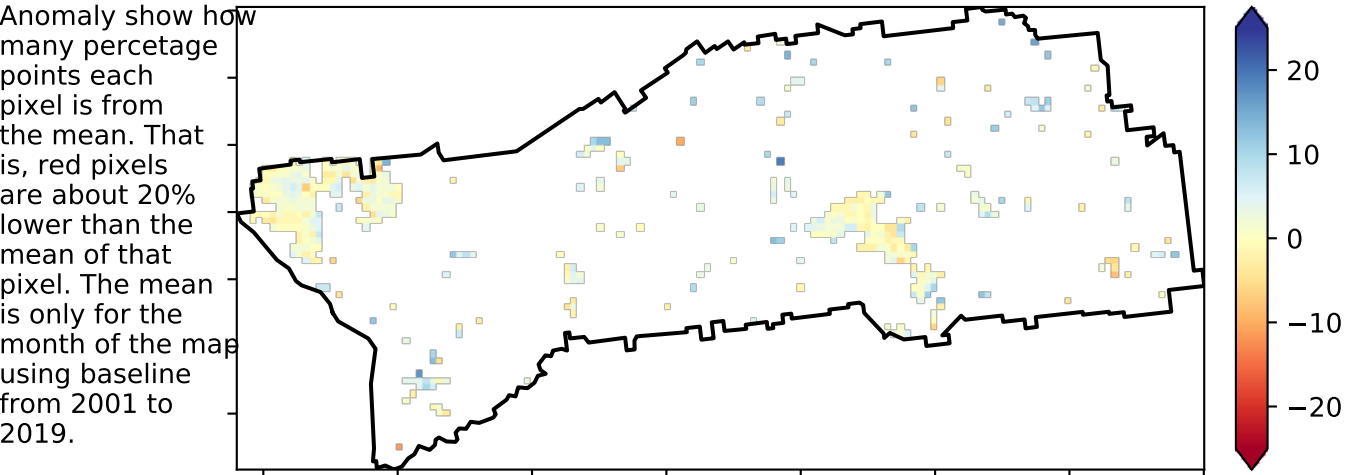 Anomaly show how
many percetage
points each
pixel is from
the mean. That
is, red pixels
are about 20%
lower than the
mean of that
pixel. The mean
is only for the
month of the map
using baseline
from 2001 to
2019.
20
10
0
−10
−20